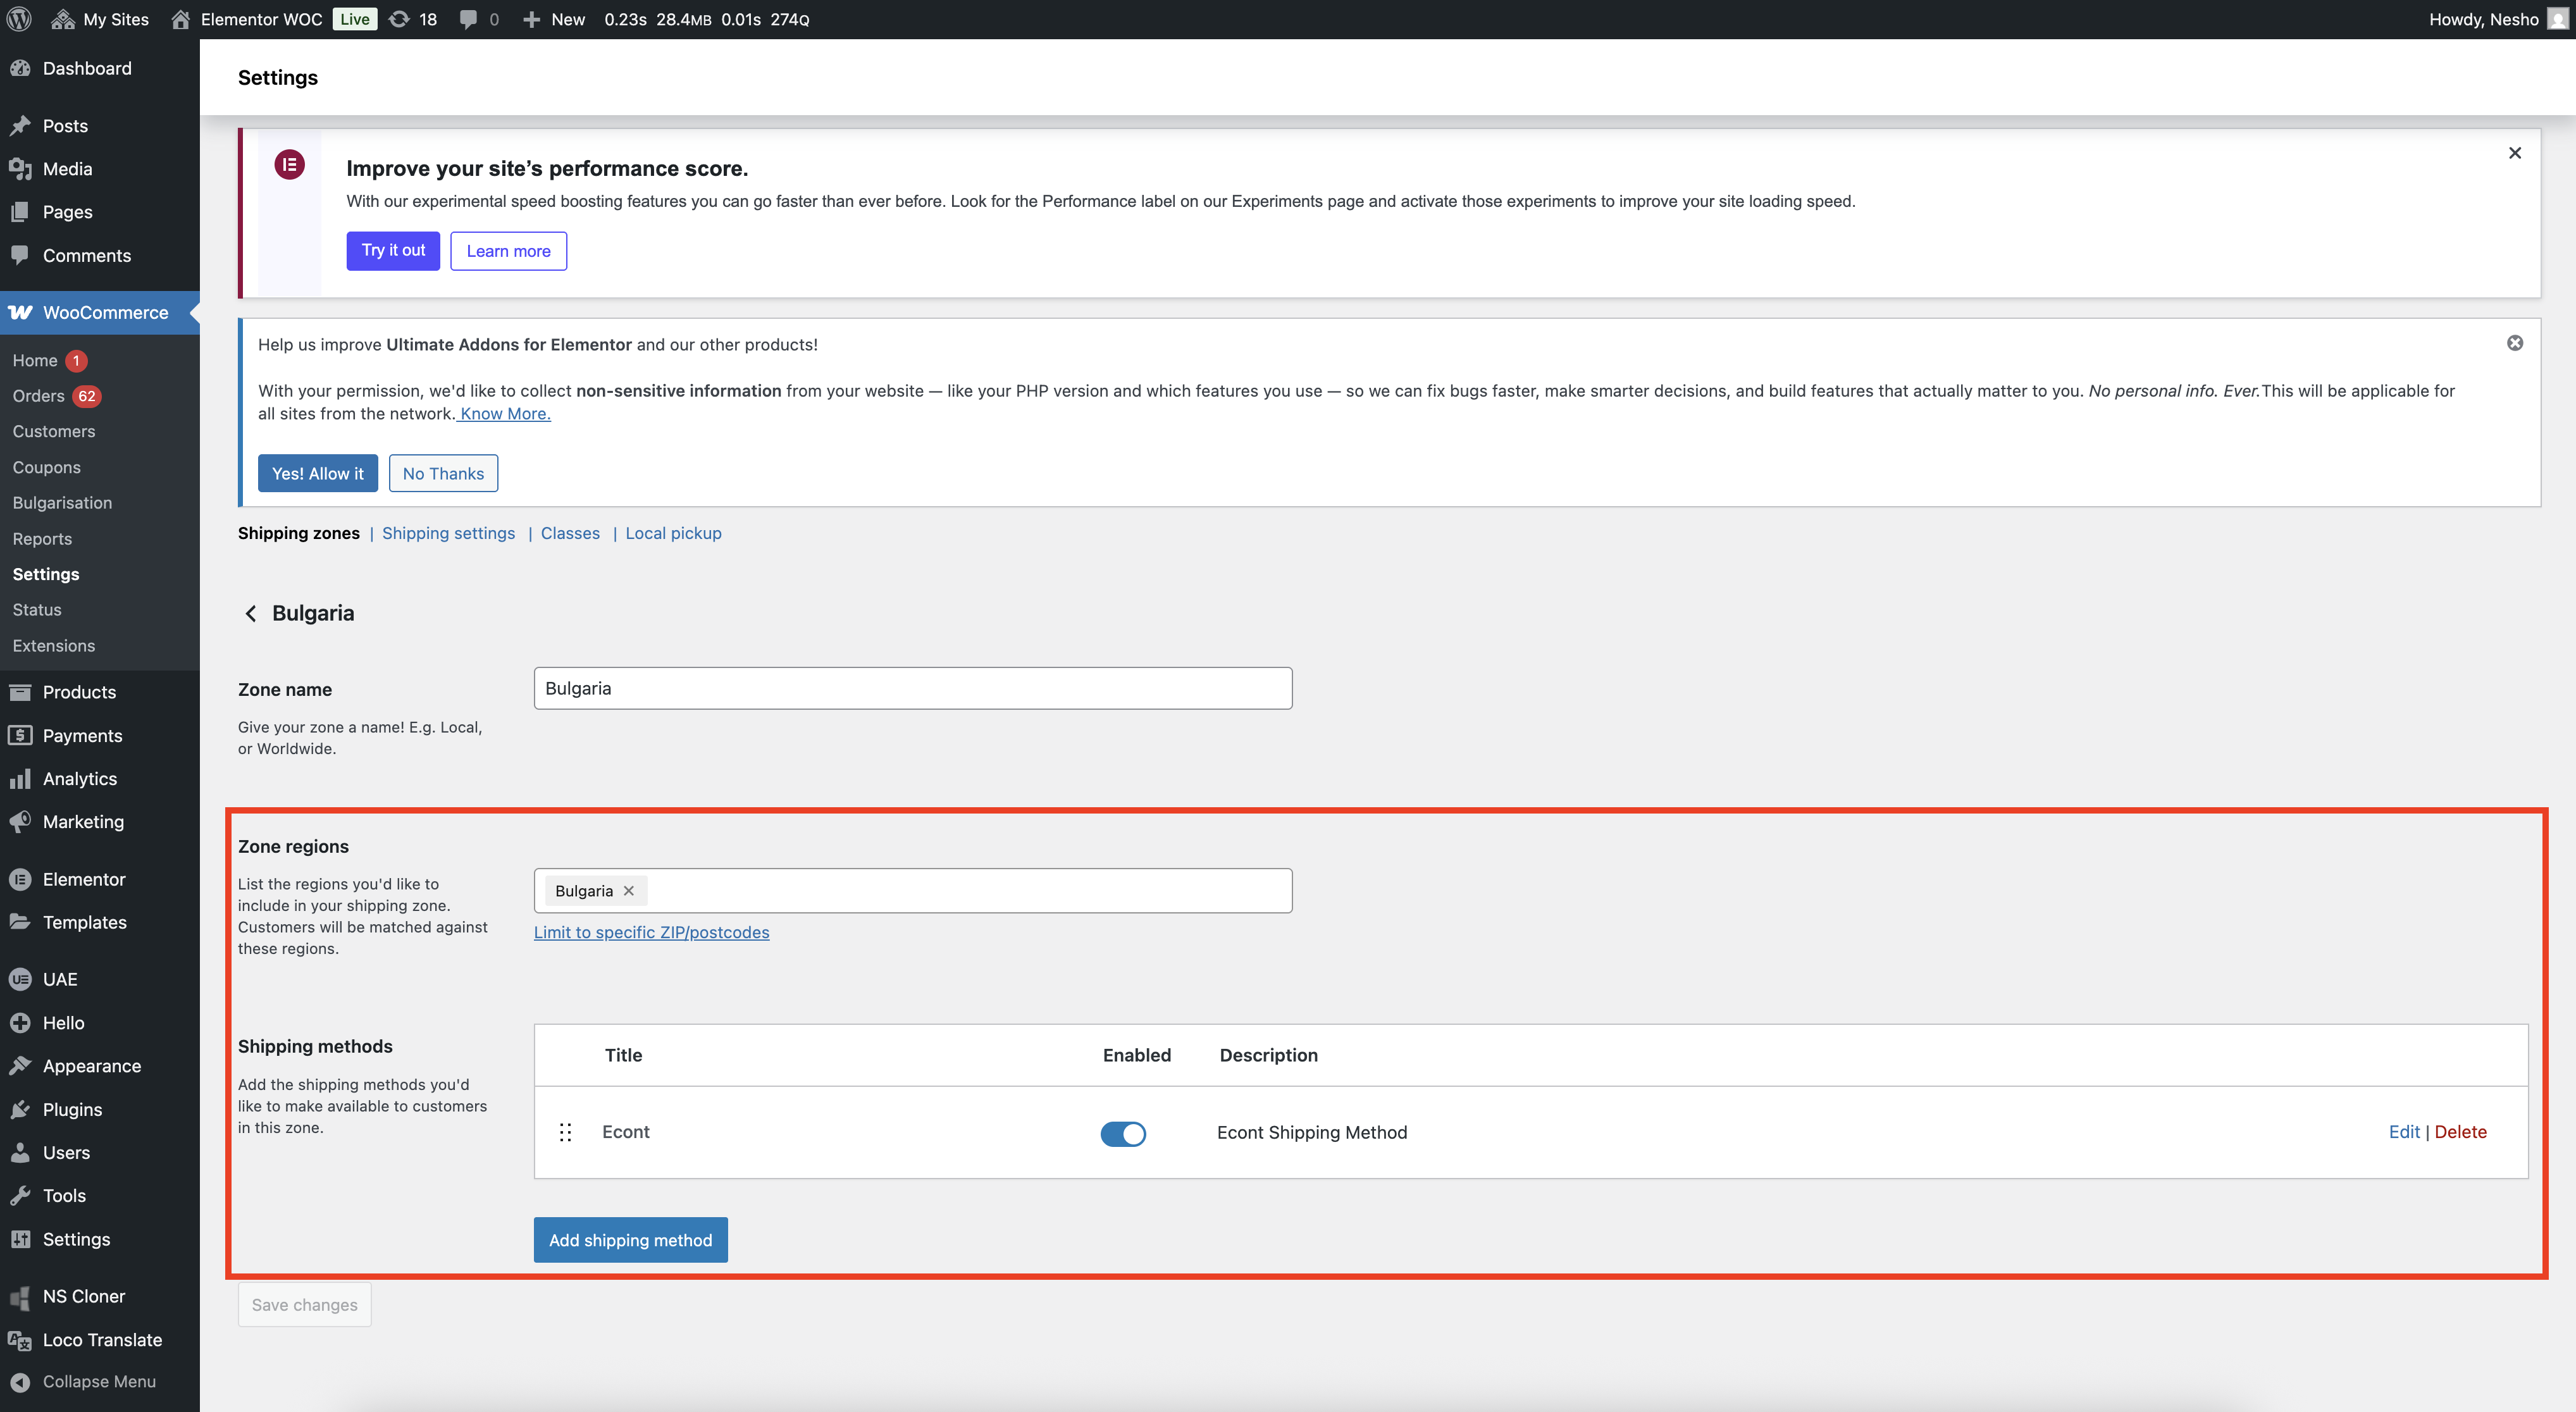 My Sites Elementor WOC Live 18 0 New 0.23s 28.4MB 0.01s 274Q Howdy, Nesho
Dashboard
Posts
Media
Pages
Comments
WooCommerce
Home 1
Orders 62
Customers
Coupons
Bulgarisation
Reports
Settings
Status
Extensions
Products
Payments
Analytics
Marketing
Elementor
Templates
UAE
Hello
Appearance
Plugins
Users
Tools
Settings
NS Cloner
Loco Translate
Collapse Menu
Settings
Improve your site’s performance score.
With our experimental speed boosting features you can go faster than ever before. Look for the Performance label on our Experiments page and activate those experiments to improve your site loading speed.
Try it out Learn more
Help us improve Ultimate Addons for Elementor and our other products!
With your permission, we'd like to collect non-sensitive information from your website — like your PHP version and which features you use — so we can fix bugs faster, make smarter decisions, and build features that actually matter to you. No personal info. Ever.This will be applicable for
all sites from the network. Know More.
Yes! Allow it No Thanks
Shipping zones | Shipping settings | Classes | Local pickup
Bulgaria
Zone name
Bulgaria
Give your zone a name! E.g. Local,
or Worldwide.
Zone regions
List the regions you'd like to
include in your shipping zone.
Customers will be matched against
these regions.
Bulgaria
Limit to specific ZIP/postcodes
Shipping methods
Add the shipping methods you'd
like to make available to customers
in this zone.
Title Enabled Description
Econt Econt Shipping Method Edit | Delete
Add shipping method
Save changes